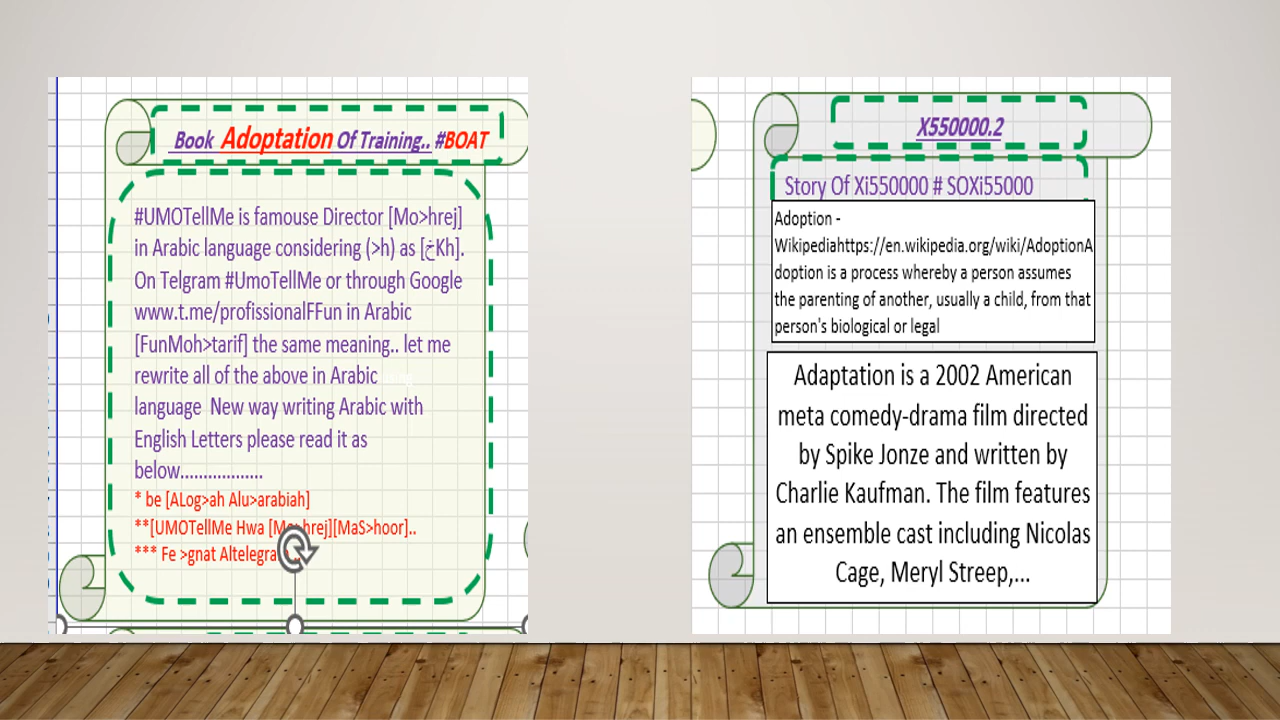 Book Adoptation Of Training.. #BOAT
#UMOTellMe is famouse Director [Mo>hrej]
in Arabic language considering (>h) as [خKh].
On Telgram #UmoTellMe or through Google
www.t.me/profissionalFFun in Arabic
[FunMoh>tarif] the same meaning.. let me
rewrite all of the above in Arabic
language  New way writing Arabic with
English Letters please read it as
below..................
* be [ALog>ah Alu>arabiah]
**[UMOTellMe Hwa [Mo>hrej][MaS>hoor]..
*** Fe >gnat Altelegra
X550000.2
Story Of Xi550000 # SOXi55000
Adoption -
Wikipediahttps://en.wikipedia.org/wiki/AdoptionA
doption is a process whereby a person assumes
the parenting of another, usually a child, from that
person's biological or legal
Adaptation is a 2002 American
meta comedy-drama film directed
by Spike Jonze and written by
Charlie Kaufman. The film features
an ensemble cast including Nicolas
Cage, Meryl Streep,...